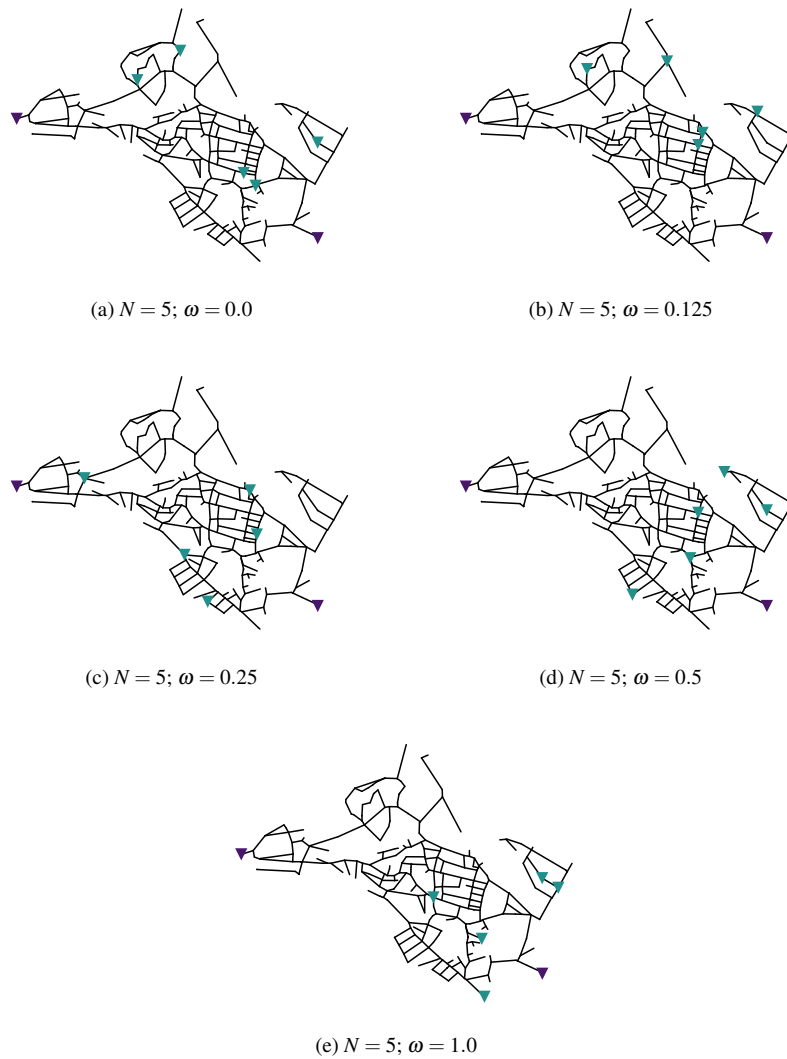 (a) N = 5; ω = 0.0
(b) N = 5; ω = 0.125
(c) N = 5; ω = 0.25
(d) N = 5; ω = 0.5
(e) N = 5; ω = 1.0